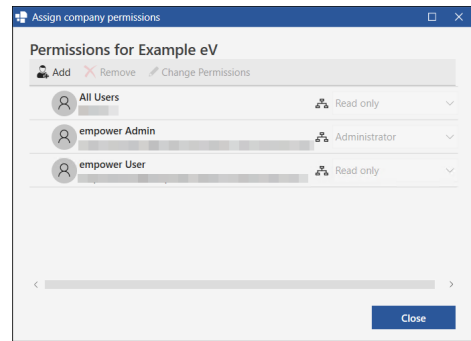 Assign company permissions
Permissions for Example eV
Add Remove Change Permissions
All Users
Read only
empower Admin
Administrator
empower User
Read only
Close